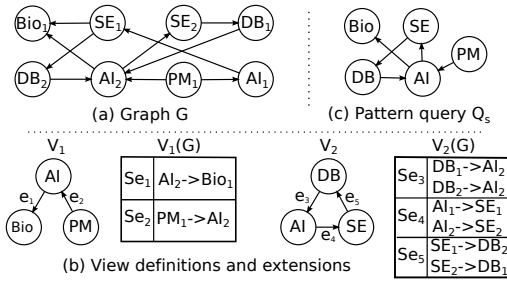 Bio1 SE1 SE2 DB1
DB2 AI2 PM1 AI1
(a) Graph G
Bio SE PM
DB AI
(c) Pattern query Qs
V1 V1(G)
AI
e1 e2
Bio PM
Se1 AI2->Bio1
Se2 PM1->AI2
V2 V2(G)
DB
e3 e5
AI e4 SE
Se3 DB1->AI2
DB2->AI2
Se4 AI1->SE1
AI2->SE2
Se5 SE1->DB2
SE2->DB1
(b) View definitions and extensions